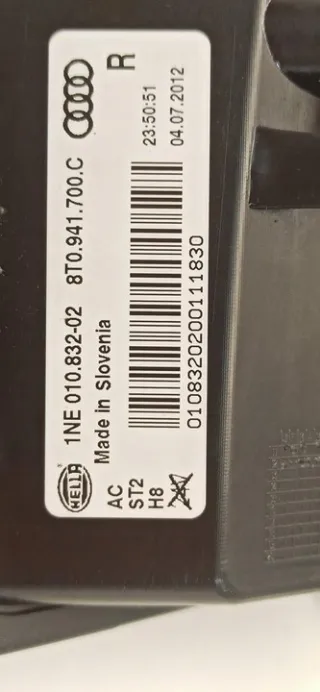 HELLA 1NE 010.832-02 8T0.941.700.C
Made in Slovenia R
AC
ST2
H8
23:50:51
04.07.2012
0108320200111830